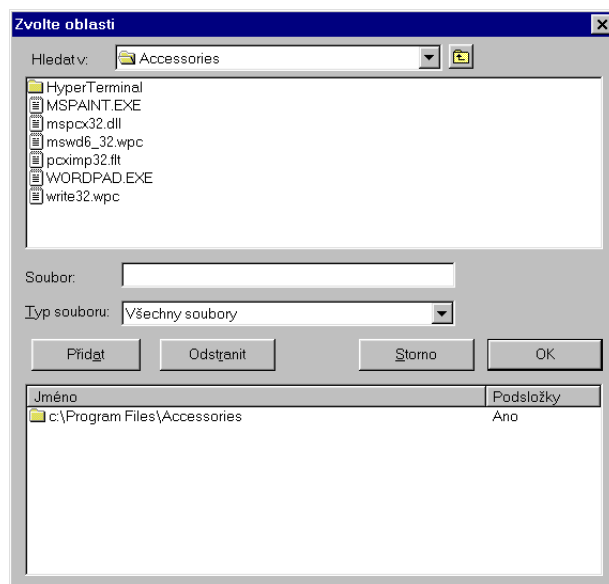 Zvolte oblasti
Hledat v: Accessories
HyperTerminal
MSPAINT.EXE
mspcx32.dll
mswd6_32.wpc
pcximp32.flt
WORDPAD.EXE
write32.wpc
Soubor:
Typ souboru: Všechny soubory
Přidat Odstranit Storno OK
Jméno Podsložky
c:\Program Files\Accessories Ano